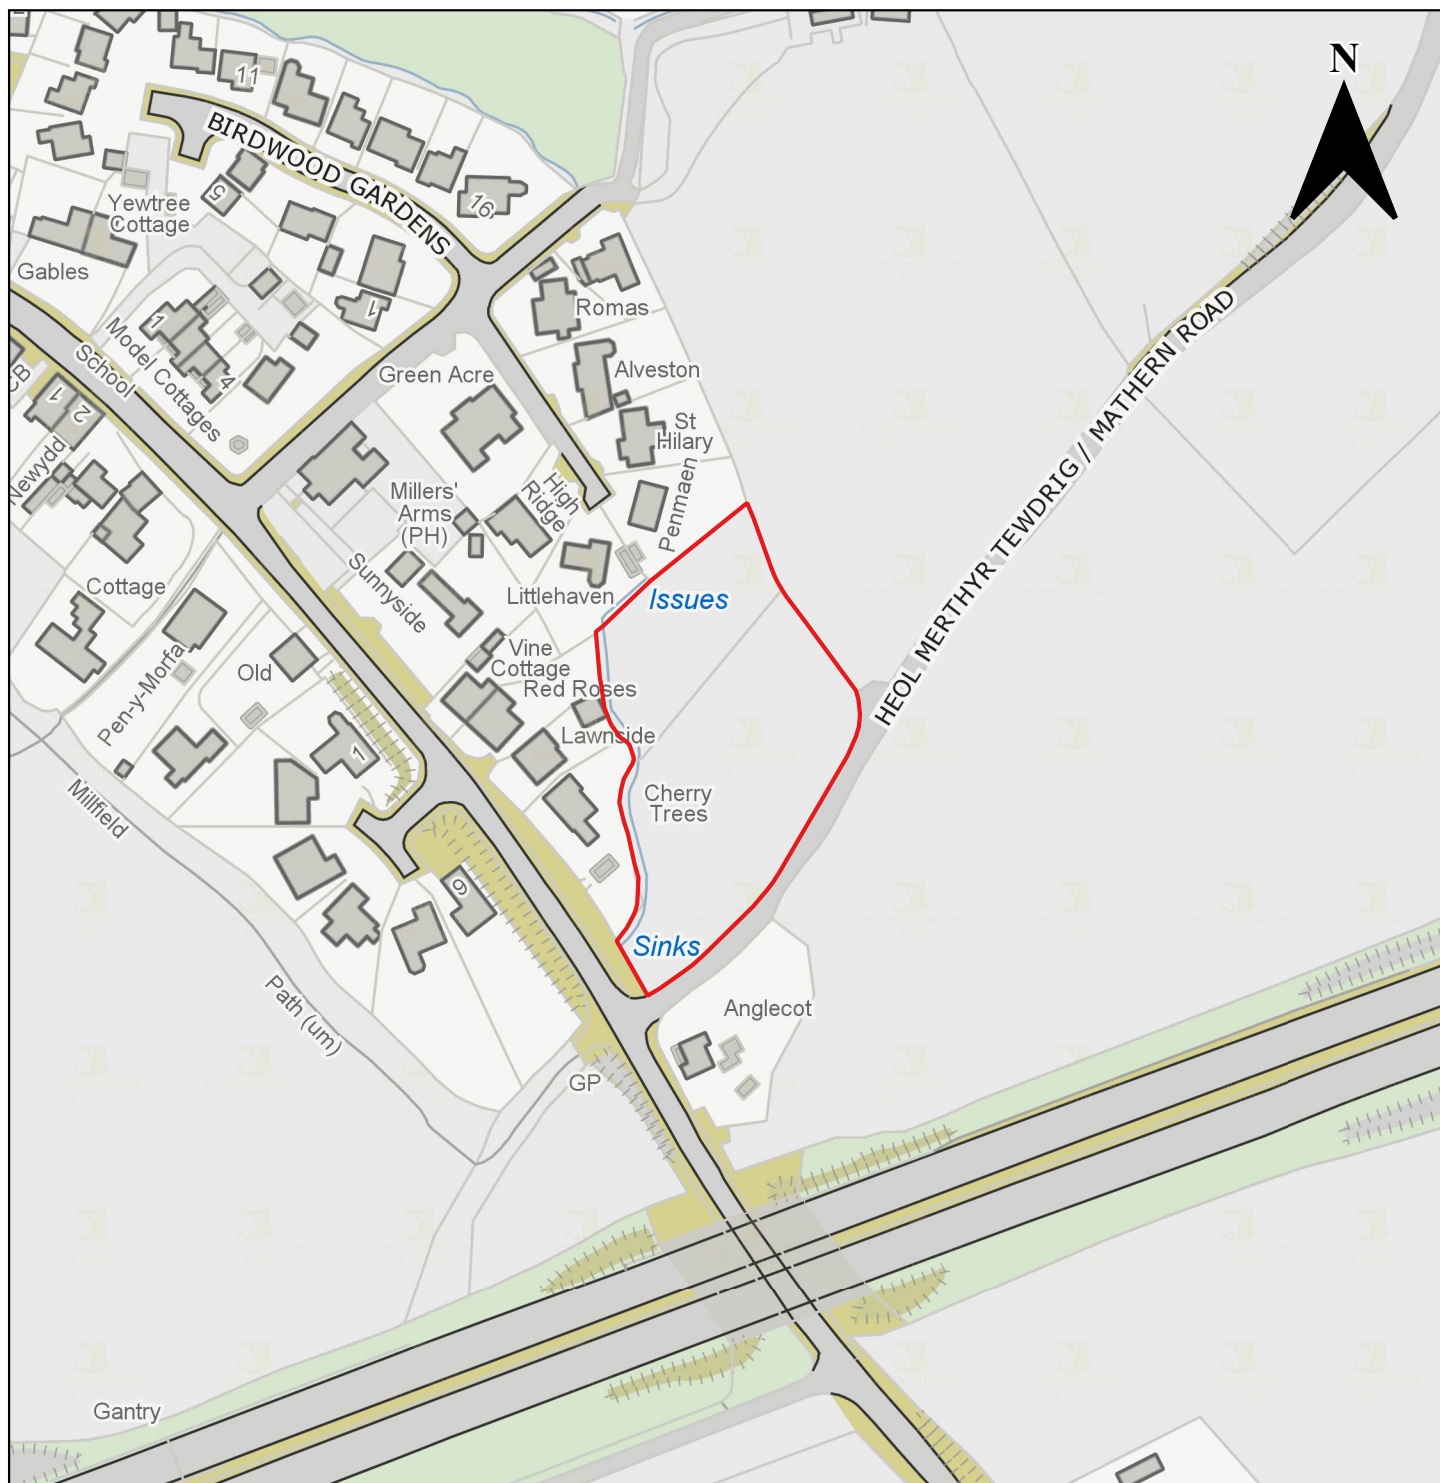 N
11
BIRDWOOD GARDENS
5
16
Yewtree
Cottage
Gables
1
1
Romas
Model Cottages
School
4
Green Acre
Alveston
St
Hilary
1
2
Newydd
Millers'
Arms
(PH)
High
Ridge
Penmaen
HEOL MERTHYR TEWDRIG / MATHERN ROAD
Sunnyside
Cottage
Littlehaven
Issues
Pen-y-Morfa
Old
Vine
Cottage
Red Roses
Lawnside
1
Cherry
Trees
Millfield
9
Sinks
Path (um)
Anglecot
GP
Gantry